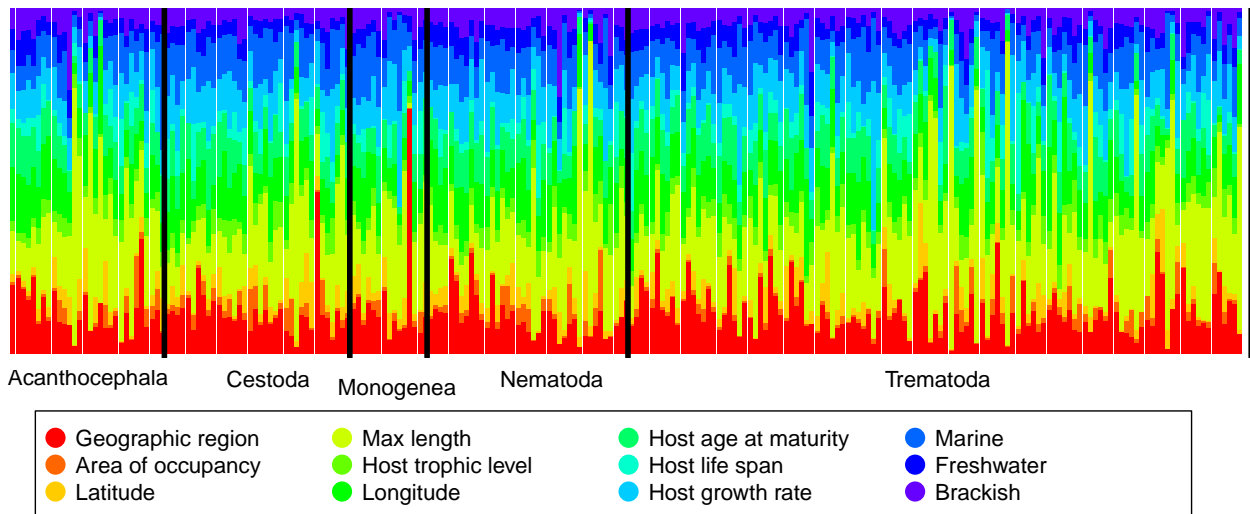 Acanthocephala Cestoda Monogenea Nematoda Trematoda
Geographic region Max length Host age at maturity Marine
Area of occupancy Host trophic level Host life span Freshwater
Latitude Longitude Host growth rate Brackish